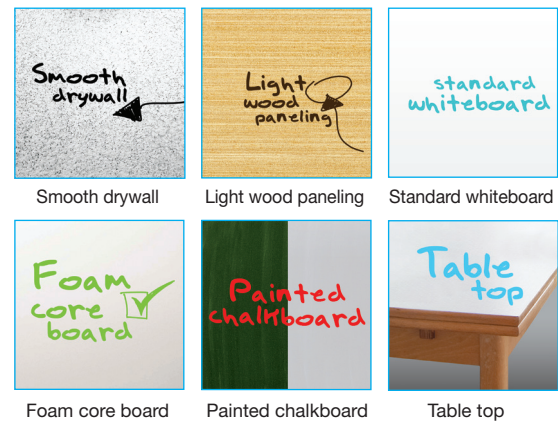 Smooth
drywall
Light
wood
paneling
standard
whiteboard
Smooth drywall
Light wood paneling
Standard whiteboard
Foam
core
board
Painted
chalkboard
Table
top
Foam core board
Painted chalkboard
Table top